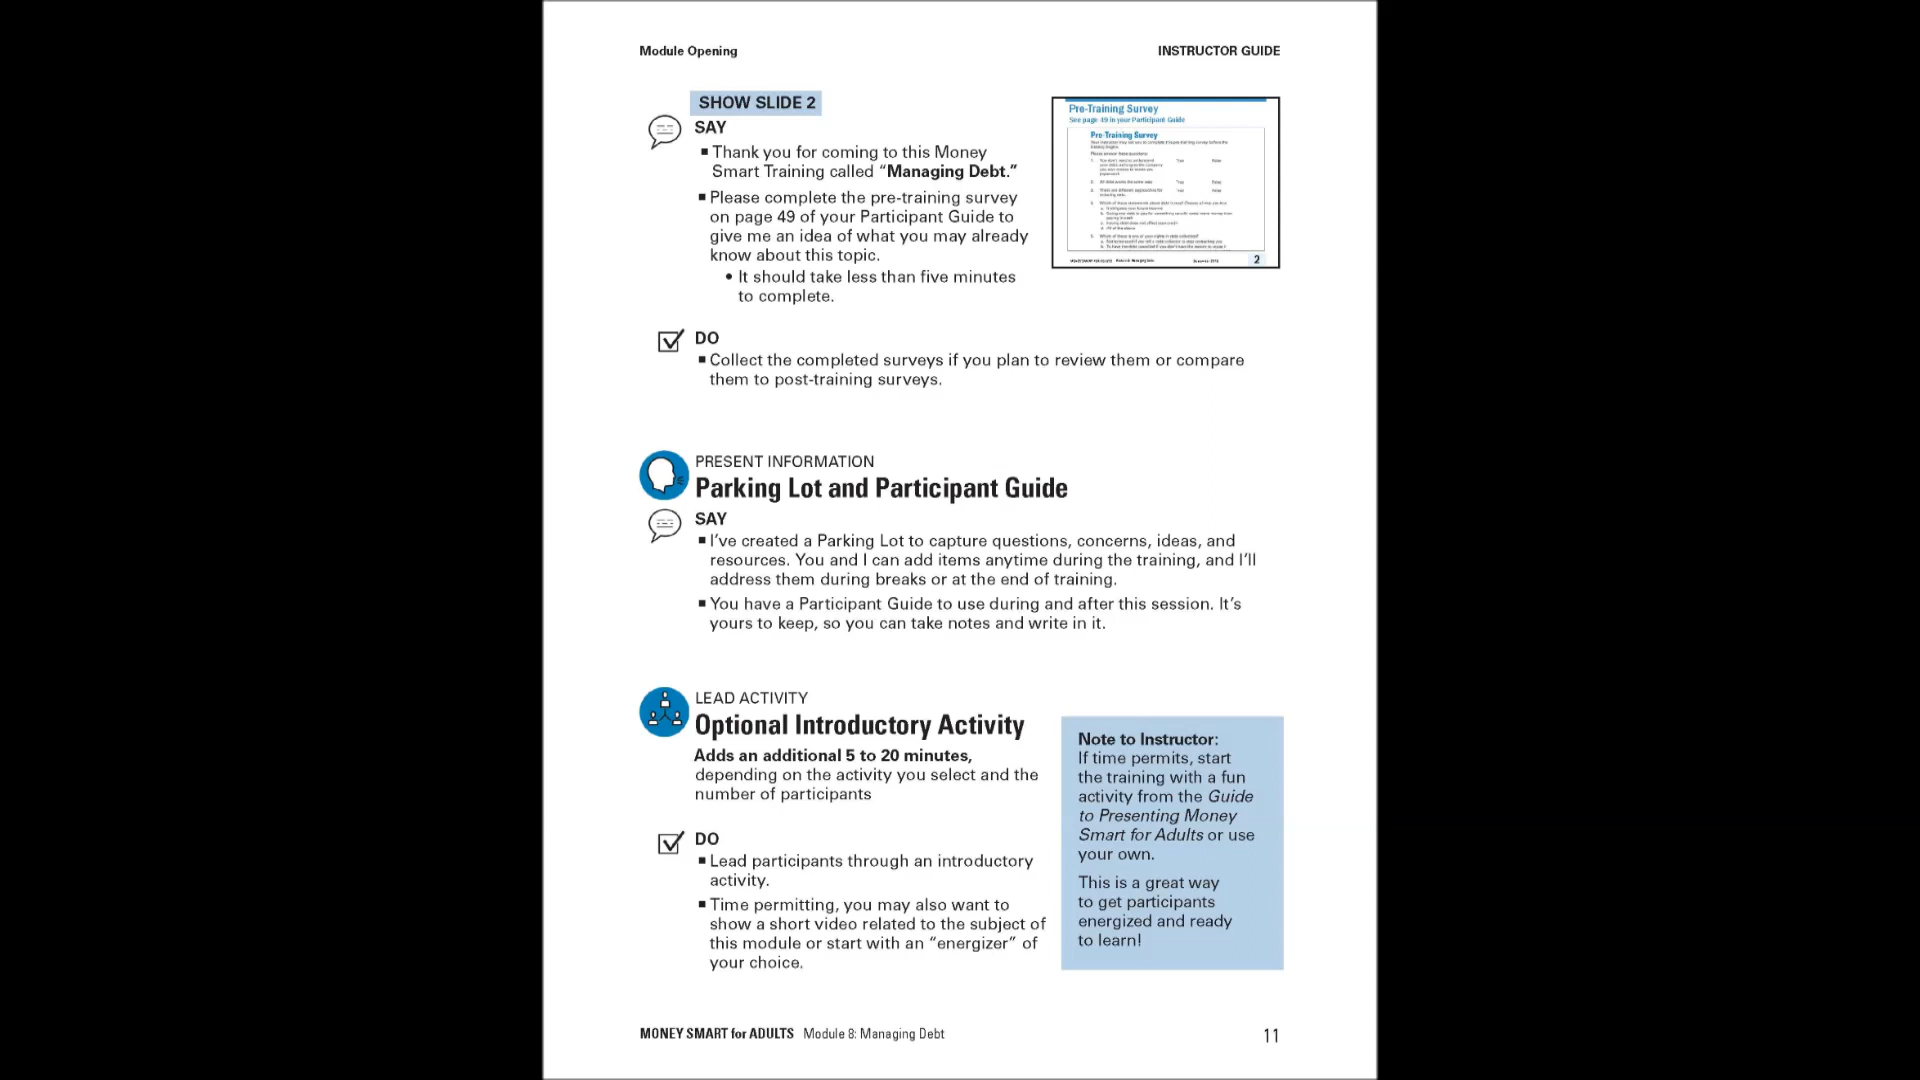 Module Opening
INSTRUCTOR GUIDE
SHOW SLIDE 2
SAY
■ Thank you for coming to this Money
Smart Training called “Managing Debt.”
■ Please complete the pre-training survey
on page 49 of your Participant Guide to
give me an idea of what you may already
know about this topic.
• It should take less than five minutes
to complete.
Pre-Training Survey
See page 49 in your Participant Guide
Pre-Training Survey
2
DO
■ Collect the completed surveys if you plan to review them or compare
them to post-training surveys.
PRESENT INFORMATION
Parking Lot and Participant Guide
SAY
■ I’ve created a Parking Lot to capture questions, concerns, ideas, and
resources. You and I can add items anytime during the training, and I’ll
address them during breaks or at the end of training.
■ You have a Participant Guide to use during and after this session. It’s
yours to keep, so you can take notes and write in it.
LEAD ACTIVITY
Optional Introductory Activity
Adds an additional 5 to 20 minutes,
depending on the activity you select and the
number of participants
DO
■ Lead participants through an introductory
activity.
■ Time permitting, you may also want to
show a short video related to the subject of
this module or start with an “energizer” of
your choice.
Note to Instructor:
If time permits, start
the training with a fun
activity from the Guide
to Presenting Money
Smart for Adults or use
your own.
This is a great way
to get participants
energized and ready
to learn!
MONEY SMART for ADULTS Module 8: Managing Debt
11